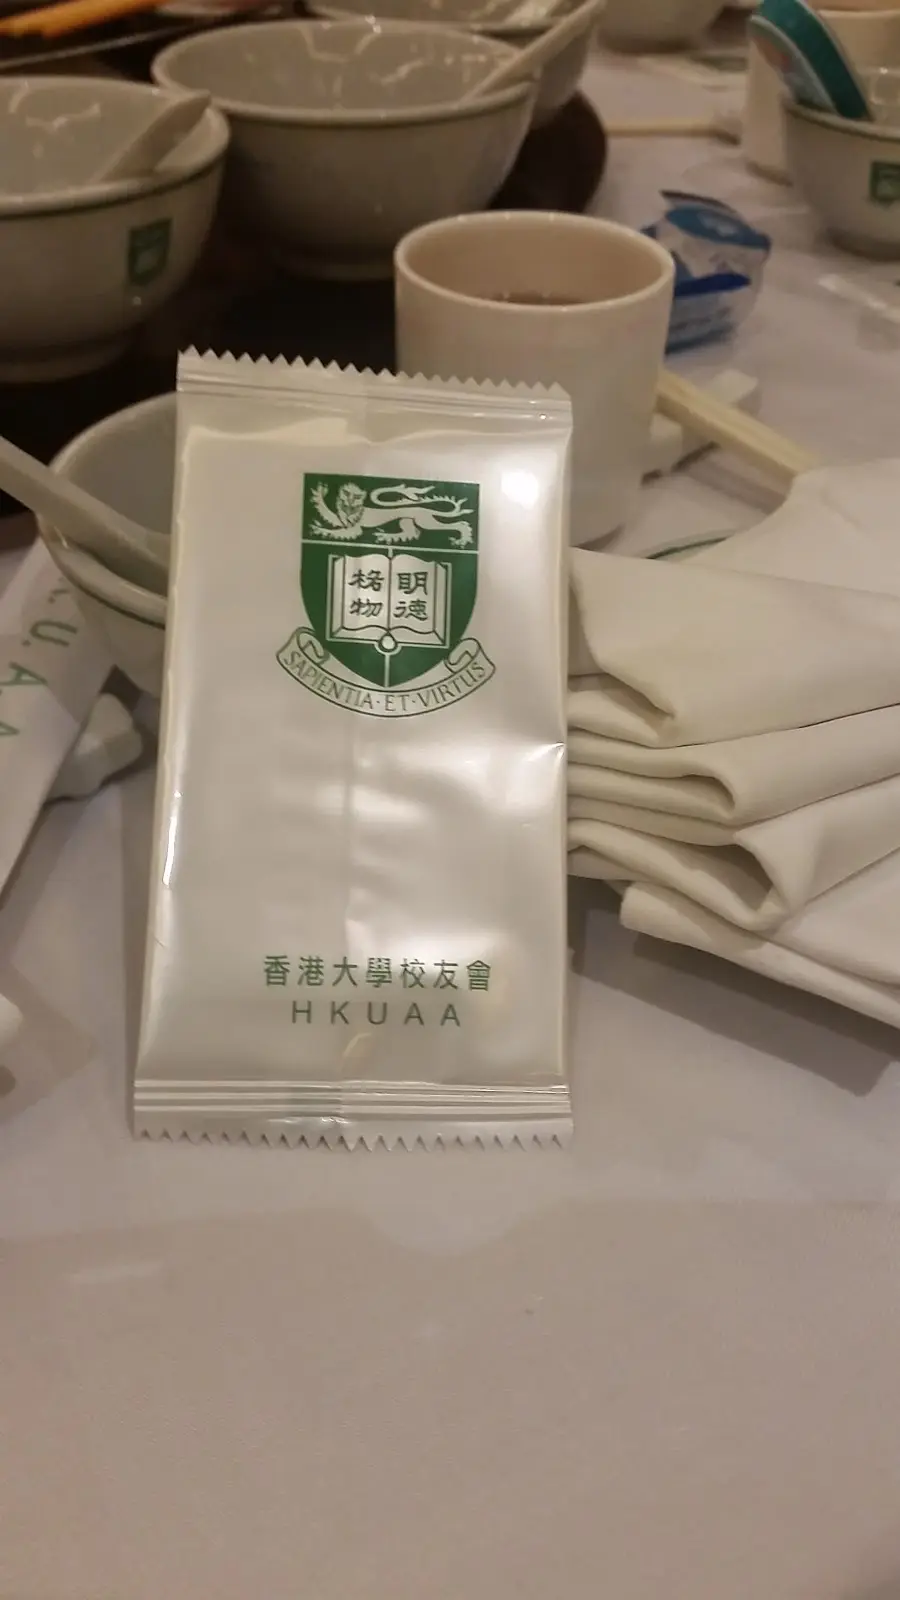 格 明
物 德
SAPIENTIA·ET·VIRTUS
香港大學校友會
HKUAA
.U.A.A